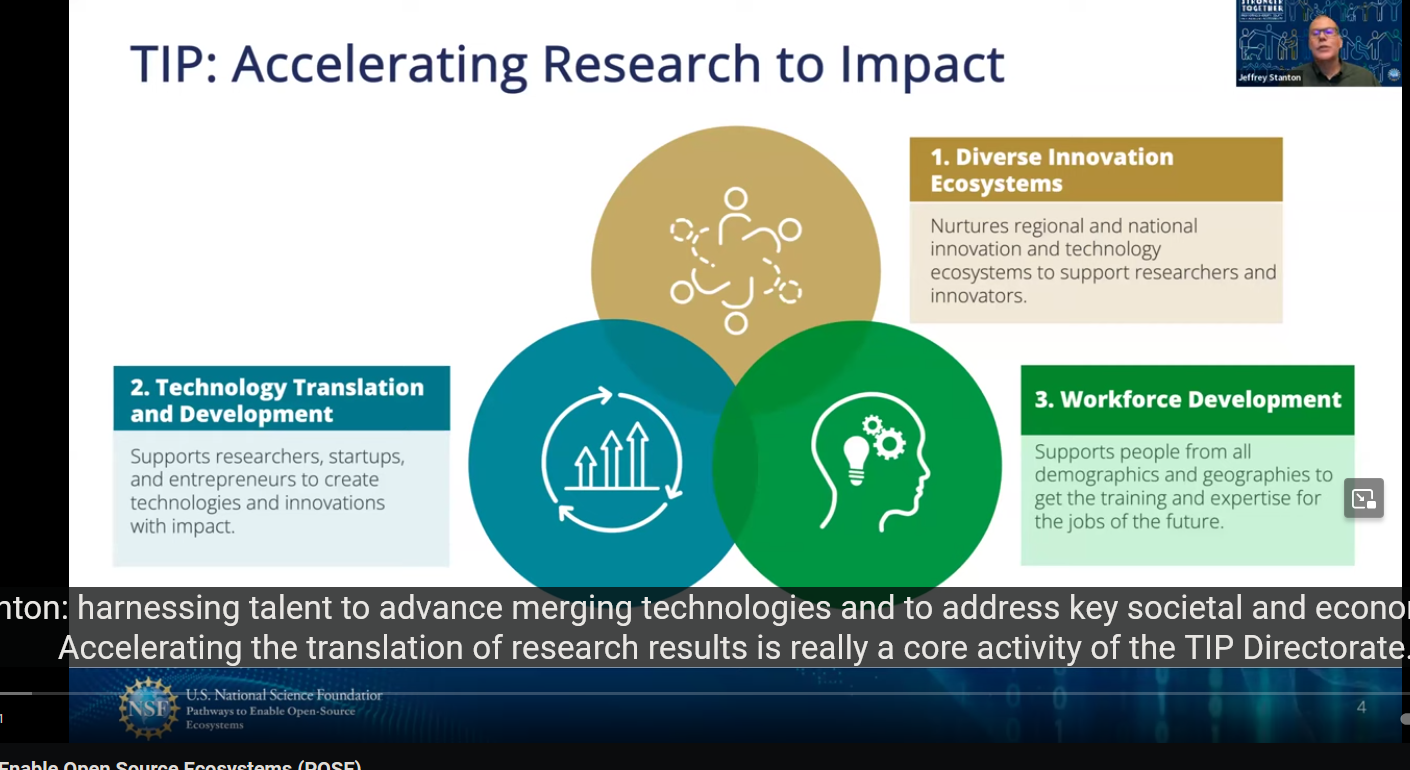 TIP: Accelerating Research to Impact
STRONGER
TOGETHER
Jeffrey Stanton
1. Diverse Innovation
Ecosystems
Nurtures regional and national
innovation and technology
ecosystems to support researchers and
innovators.
2. Technology Translation
and Development
Supports researchers, startups,
and entrepreneurs to create
technologies and innovations
with impact.
3. Workforce Development
Supports people from all
demographics and geographies to
get the training and expertise for
the jobs of the future.
nton: harnessing talent to advance merging technologies and to address key societal and econo
Accelerating the translation of research results is really a core activity of the TIP Directorate.
NSF
U.S. National Science Foundation
Pathways to Enable Open-Source
Ecosystems
4
Enable Open Source Ecosystems (POSE)